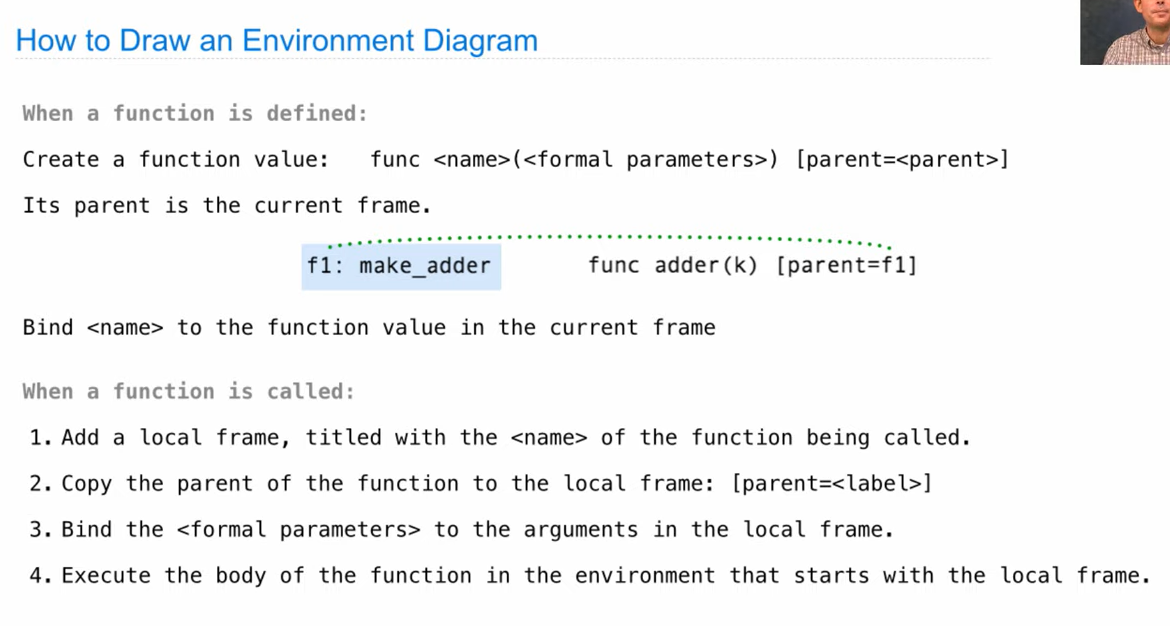 How to Draw an Environment Diagram
When a function is defined:
Create a function value:   func <name>(<formal parameters>) [parent=<parent>]
Its parent is the current frame.
f1: make_adder   func adder(k) [parent=f1]
Bind <name> to the function value in the current frame
When a function is called:
1. Add a local frame, titled with the <name> of the function being called.
2. Copy the parent of the function to the local frame: [parent=<label>]
3. Bind the <formal parameters> to the arguments in the local frame.
4. Execute the body of the function in the environment that starts with the local frame.